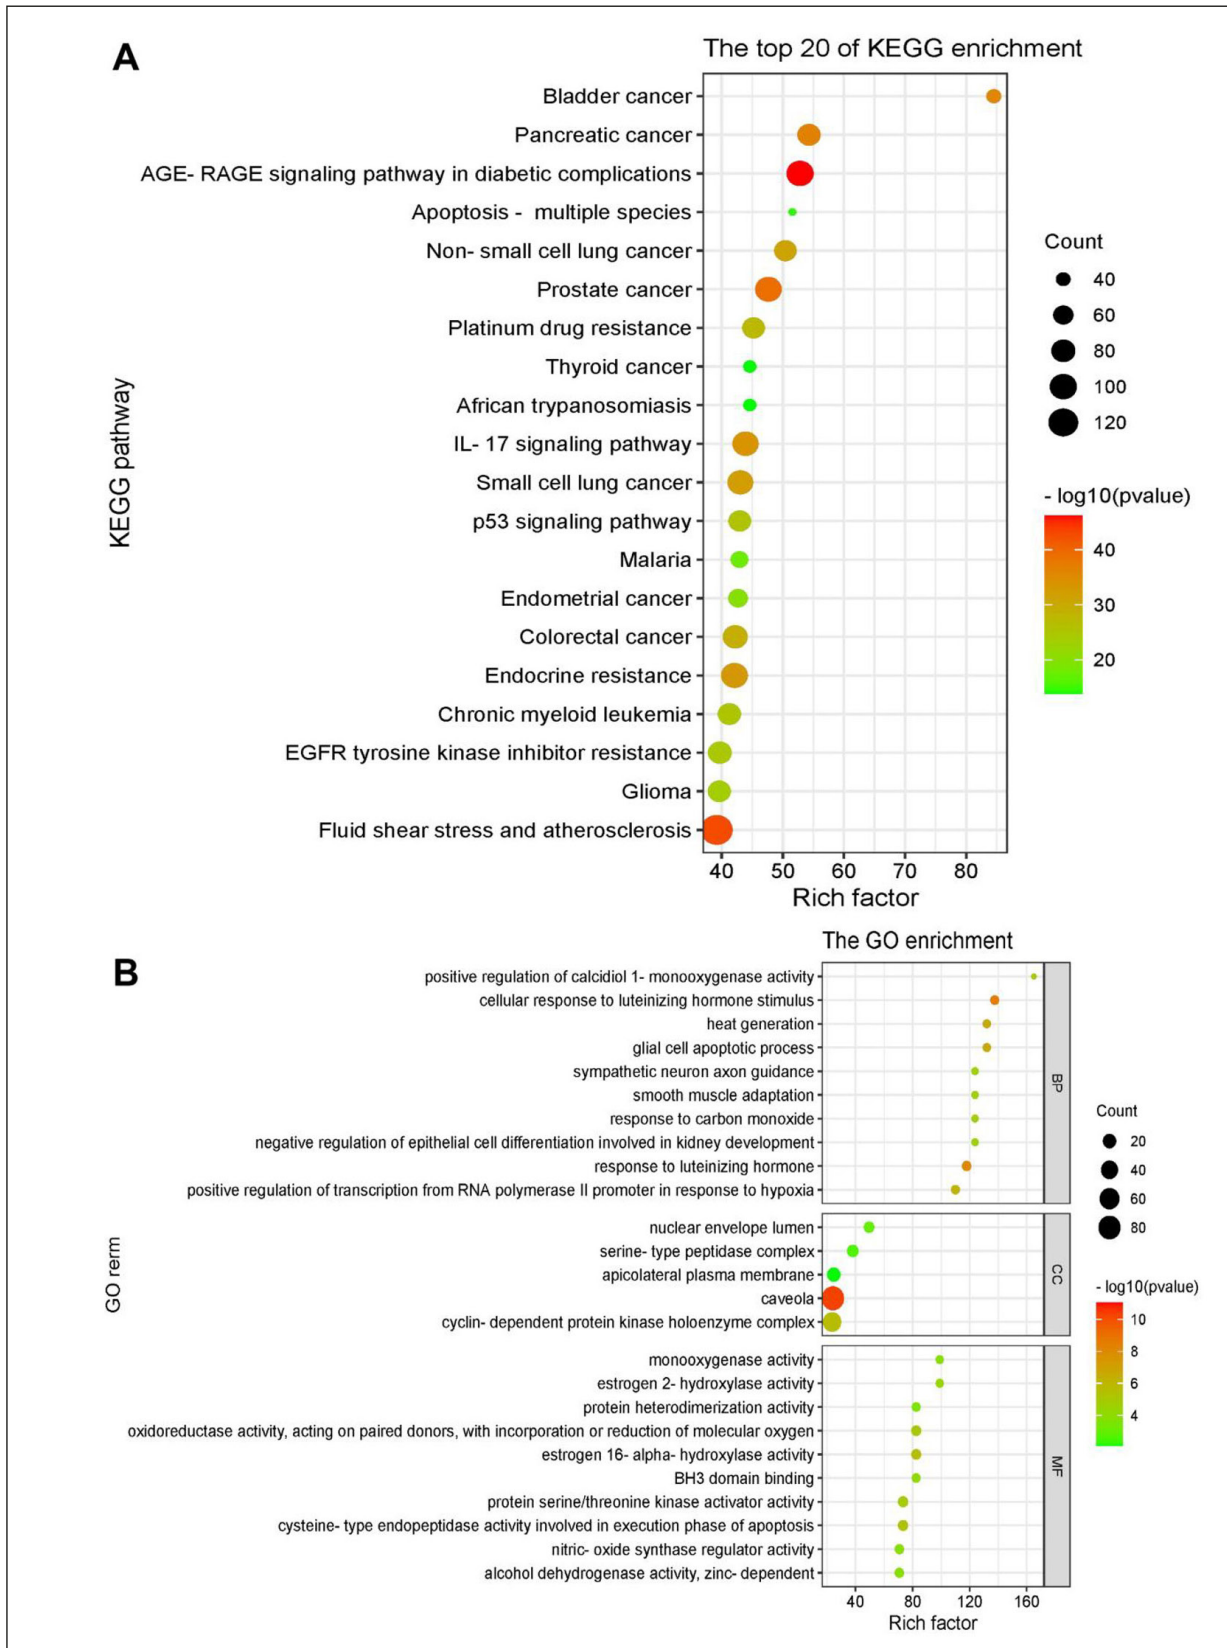 A
The top 20 of KEGG enrichment
Bladder cancer
Pancreatic cancer
AGE- RAGE signaling pathway in diabetic complications
Apoptosis - multiple species
Non- small cell lung cancer
Prostate cancer
Platinum drug resistance
Thyroid cancer
African trypanosomiasis
IL- 17 signaling pathway
Small cell lung cancer
p53 signaling pathway
Malaria
Endometrial cancer
Colorectal cancer
Endocrine resistance
Chronic myeloid leukemia
EGFR tyrosine kinase inhibitor resistance
Glioma
Fluid shear stress and atherosclerosis
KEGG pathway
40 50 60 70 80
Rich factor
Count
40
60
80
100
120
- log10(pvalue)
40
30
20
B
The GO enrichment
positive regulation of calcidiol 1- monooxygenase activity
cellular response to luteinizing hormone stimulus
heat generation
glial cell apoptotic process
sympathetic neuron axon guidance
smooth muscle adaptation
response to carbon monoxide
negative regulation of epithelial cell differentiation involved in kidney development
response to luteinizing hormone
positive regulation of transcription from RNA polymerase II promoter in response to hypoxia
BP
nuclear envelope lumen
serine- type peptidase complex
apicolateral plasma membrane
caveola
cyclin- dependent protein kinase holoenzyme complex
CC
monooxygenase activity
estrogen 2- hydroxylase activity
protein heterodimerization activity
oxidoreductase activity, acting on paired donors, with incorporation or reduction of molecular oxygen
estrogen 16- alpha- hydroxylase activity
BH3 domain binding
protein serine/threonine kinase activator activity
cysteine- type endopeptidase activity involved in execution phase of apoptosis
nitric- oxide synthase regulator activity
alcohol dehydrogenase activity, zinc- dependent
MF
GO rerm
40 80 120 160
Rich factor
Count
20
40
60
80
- log10(pvalue)
10
8
6
4